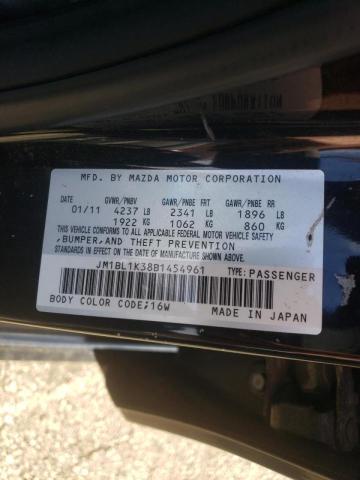 MFD. BY MAZDA MOTOR CORPORATION
GVWR/PNBV GAWR/PNBE FRT GAWR/PNBE RR
01/11 4237 LB 2341 LB 1896 LB
1922 KG 1062 KG 860 KG
THIS VEHICLE CONFORMS TO ALL APPLICABLE FEDERAL MOTOR VEHICLE SAFETY
, BUMPER, AND THEFT PREVENTION
STANDARDS IN EFFECT ON THE DATE OF MANUFACTURE SHOWN ABOVE.
JM1BL1K38B1454961 TYPE: PASSENGER
BODY COLOR CODE;16W
MADE IN JAPAN